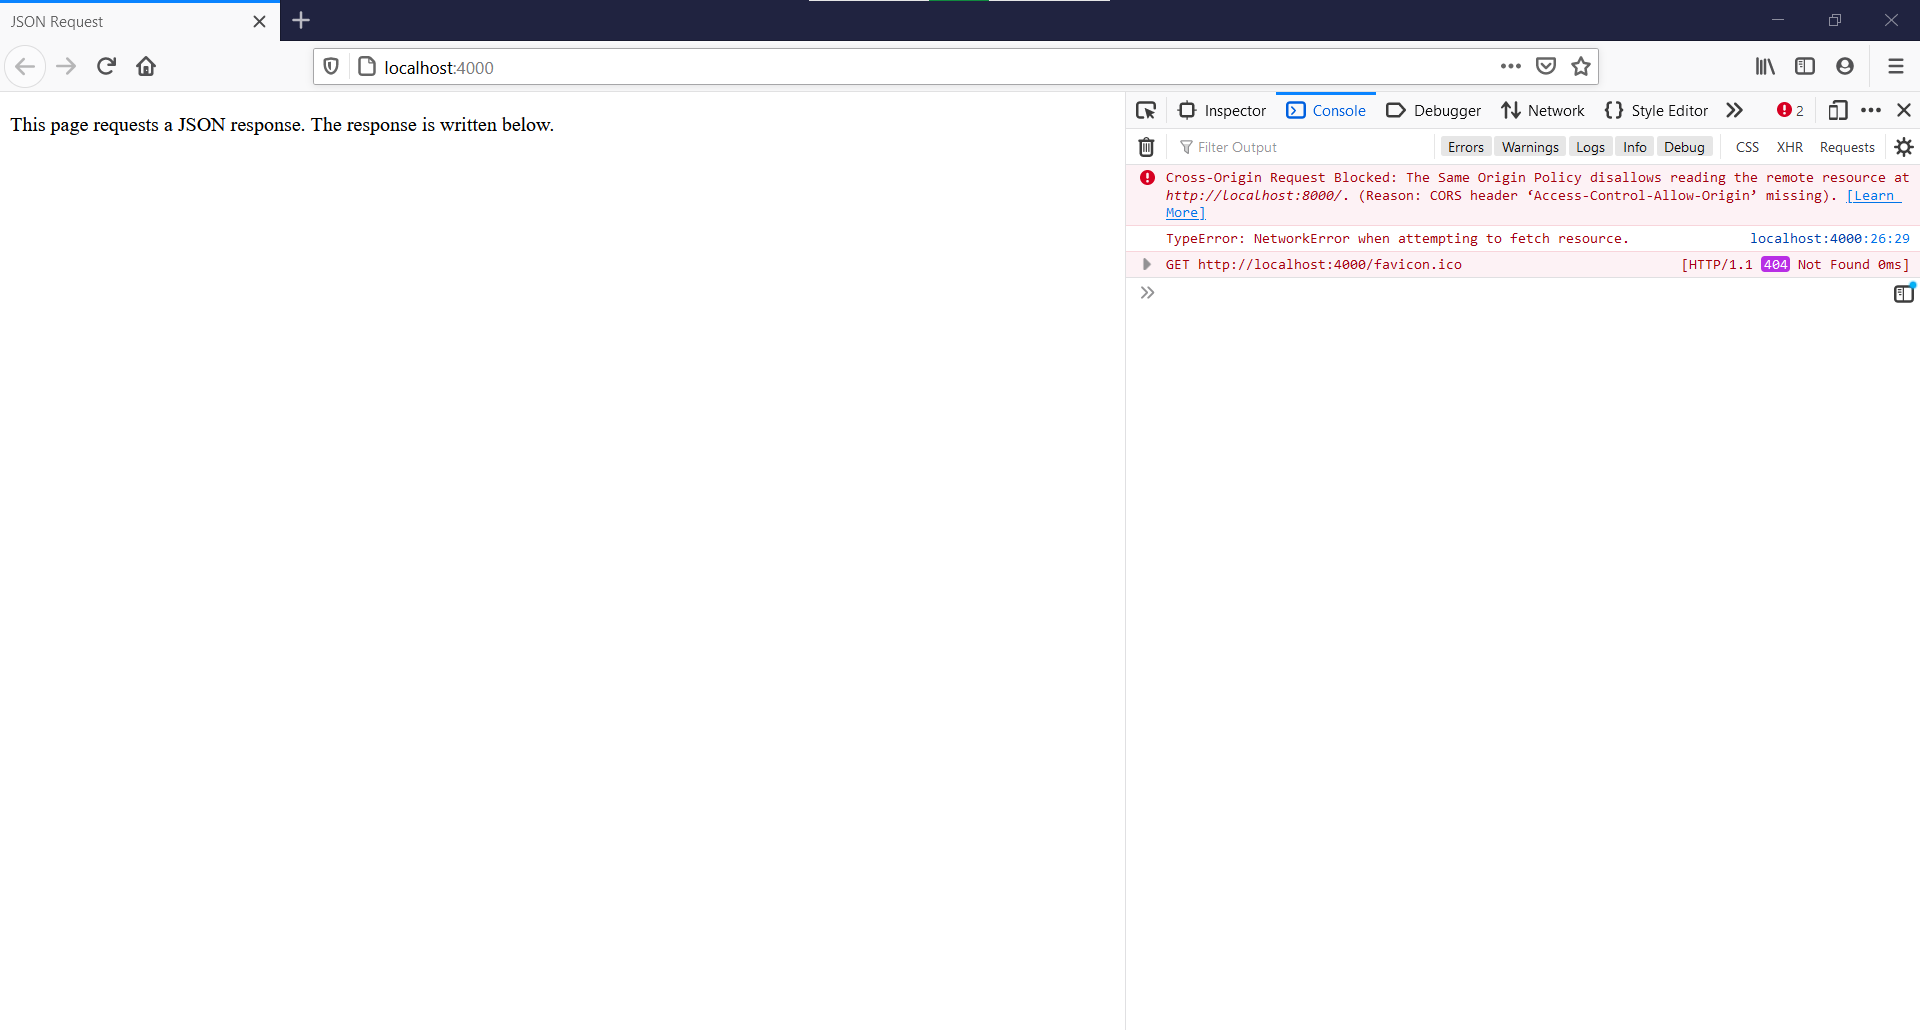 JSON Request
localhost:4000
This page requests a JSON response. The response is written below.
Inspector Console Debugger Network Style Editor 2
Filter Output Errors Warnings Logs Info Debug CSS XHR Requests
Cross-Origin Request Blocked: The Same Origin Policy disallows reading the remote resource at
http://localhost:8000/. (Reason: CORS header ‘Access-Control-Allow-Origin’ missing). [Learn
More]
TypeError: NetworkError when attempting to fetch resource. localhost:4000:26:29
GET http://localhost:4000/favicon.ico [HTTP/1.1 404 Not Found 0ms]